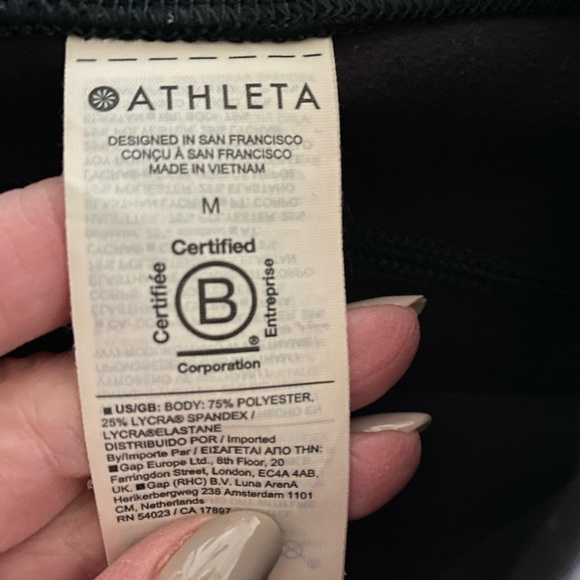 ATHLETA
DESIGNED IN SAN FRANCISCO
CONÇU À SAN FRANCISCO
MADE IN VIETNAM
M
Certified
Certifiée
B
Entreprise
®
Corporation
US/GB: BODY: 75% POLYESTER,
25% LYCRA® SPANDEX /
LYCRA®ELASTANE
DISTRIBUIDO POR / Imported
By/Importe Par / ΕΙΣΑΓΕΤΑΙ ΑΠΟ ΤΗΝ:
Gap Europe Ltd., 8th Floor, 20
Farringdon Street, London, EC4A 4AB,
UK. Gap (RHC) B.V. Luna ArenA
Herikerbergweg 238 Amsterdam 1101
CM, Netherlands
RN 54023 / CA 17897